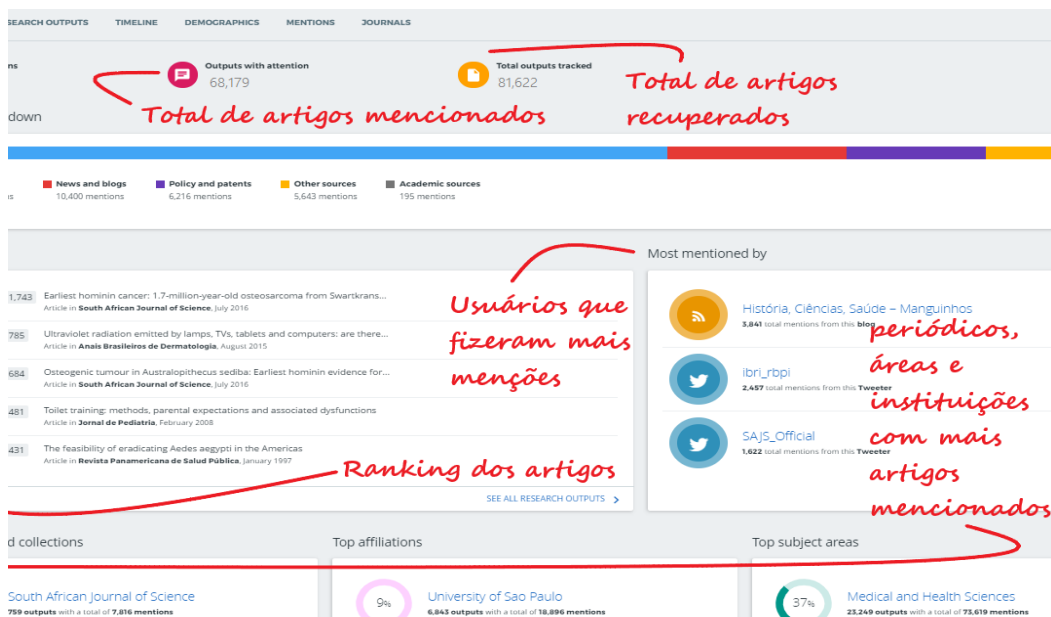 SEARCH OUTPUTS TIMELINE DEMOGRAPHICS MENTIONS JOURNALS
ns
Outputs with attention
68,179
Total outputs tracked
81,622
Total de artigos mencionados
Total de artigos
recuperados
down
ns
News and blogs
10,400 mentions
Policy and patents
6,216 mentions
Other sources
5,643 mentions
Academic sources
195 mentions
1,743 Earliest hominin cancer: 1.7-million-year-old osteosarcoma from Swartkrans...
Article in South African Journal of Science, July 2016
785 Ultraviolet radiation emitted by lamps, TVs, tablets and computers: are there...
Article in Anais Brasileiros de Dermatologia, August 2015
684 Osteogenic tumour in Australopithecus sediba: Earliest hominin evidence for...
Article in South African Journal of Science, July 2016
481 Toilet training: methods, parental expectations and associated dysfunctions
Article in Jornal de Pediatria, February 2008
431 The feasibility of eradicating Aedes aegypti in the Americas
Article in Revista Panamericana de Salud Pública, January 1997
SEE ALL RESEARCH OUTPUTS >
Ranking dos artigos
Usuários que
fizeram mais
menções
Most mentioned by
História, Ciências, Saúde – Manguinhos
3,841 total mentions from this blog
ibri_rbpi
2,457 total mentions from this Tweeter
SAJS_Official
1,622 total mentions from this Tweeter
periódicos,
áreas e
instituições
com mais
artigos
mencionados
d collections
South African Journal of Science
759 outputs with a total of 7,816 mentions
Top affiliations
9%
University of Sao Paulo
6,843 outputs with a total of 18,896 mentions
Top subject areas
37%
Medical and Health Sciences
23,249 outputs with a total of 73,619 mentions